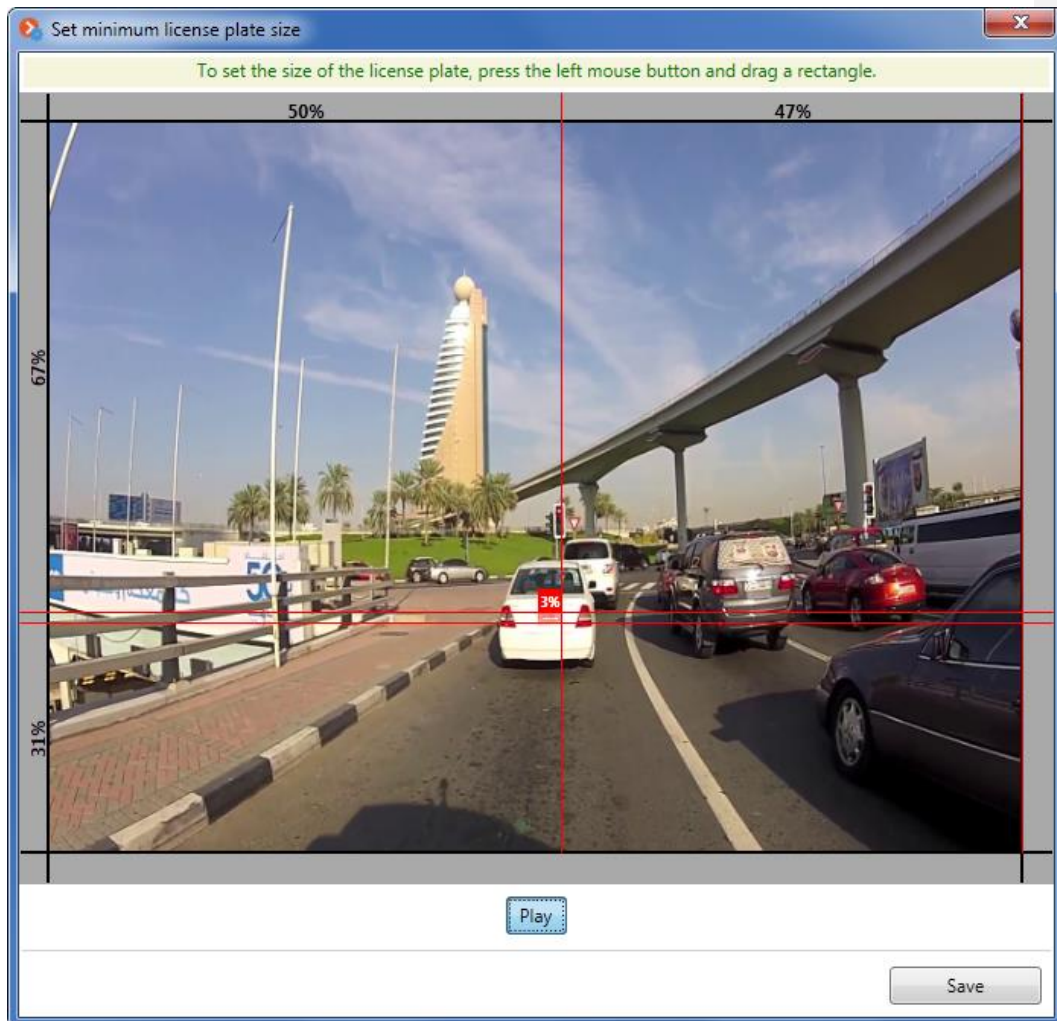 Set minimum license plate size
To set the size of the license plate, press the left mouse button and drag a rectangle.
50%
47%
67%
3%
31%
Play
Save